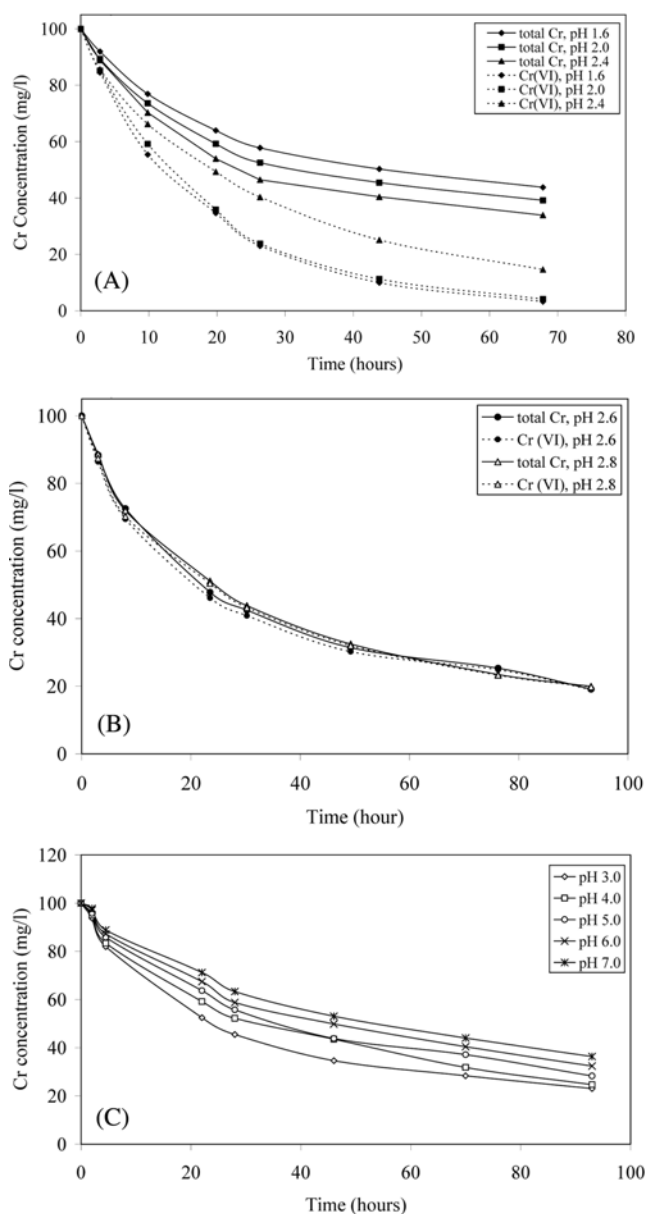 100
80
60
40
20
0
Cr Concentration (mg/l)
total Cr, pH 1.6
total Cr, pH 2.0
total Cr, pH 2.4
Cr(VI), pH 1.6
Cr(VI), pH 2.0
Cr(VI), pH 2.4
(A)
0 10 20 30 40 50 60 70 80
Time (hours)
100
80
60
40
20
0
Cr concentration (mg/l)
total Cr, pH 2.6
Cr (VI), pH 2.6
total Cr, pH 2.8
Cr (VI), pH 2.8
(B)
0 20 40 60 80 100
Time (hour)
120
100
80
60
40
20
0
Cr concentration (mg/l)
pH 3.0
pH 4.0
pH 5.0
pH 6.0
pH 7.0
(C)
0 20 40 60 80 100
Time (hours)